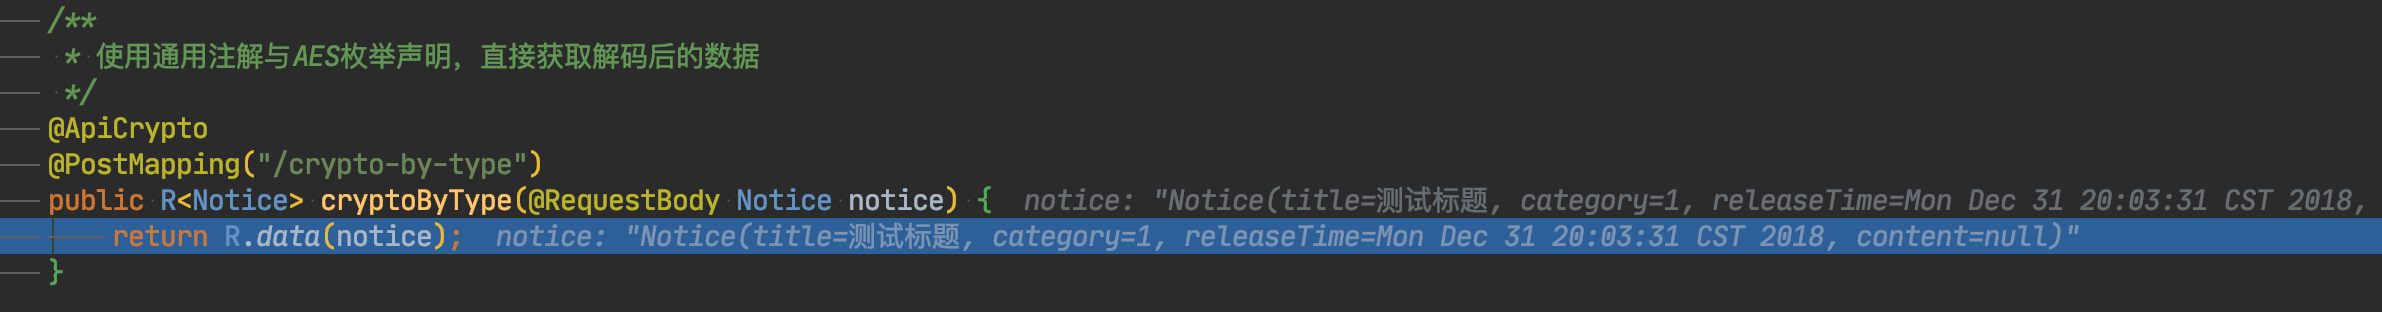 /**
 * 使用通用注解与AES枚举声明，直接获取解码后的数据
 */
@ApiCrypto
@PostMapping("/crypto-by-type")
public R<Notice> cryptoByType(@RequestBody Notice notice) {  notice: "Notice(title=测试标题, category=1, releaseTime=Mon Dec 31 20:03:31 CST 2018,
    return R.data(notice);  notice: "Notice(title=测试标题, category=1, releaseTime=Mon Dec 31 20:03:31 CST 2018, content=null)"
}